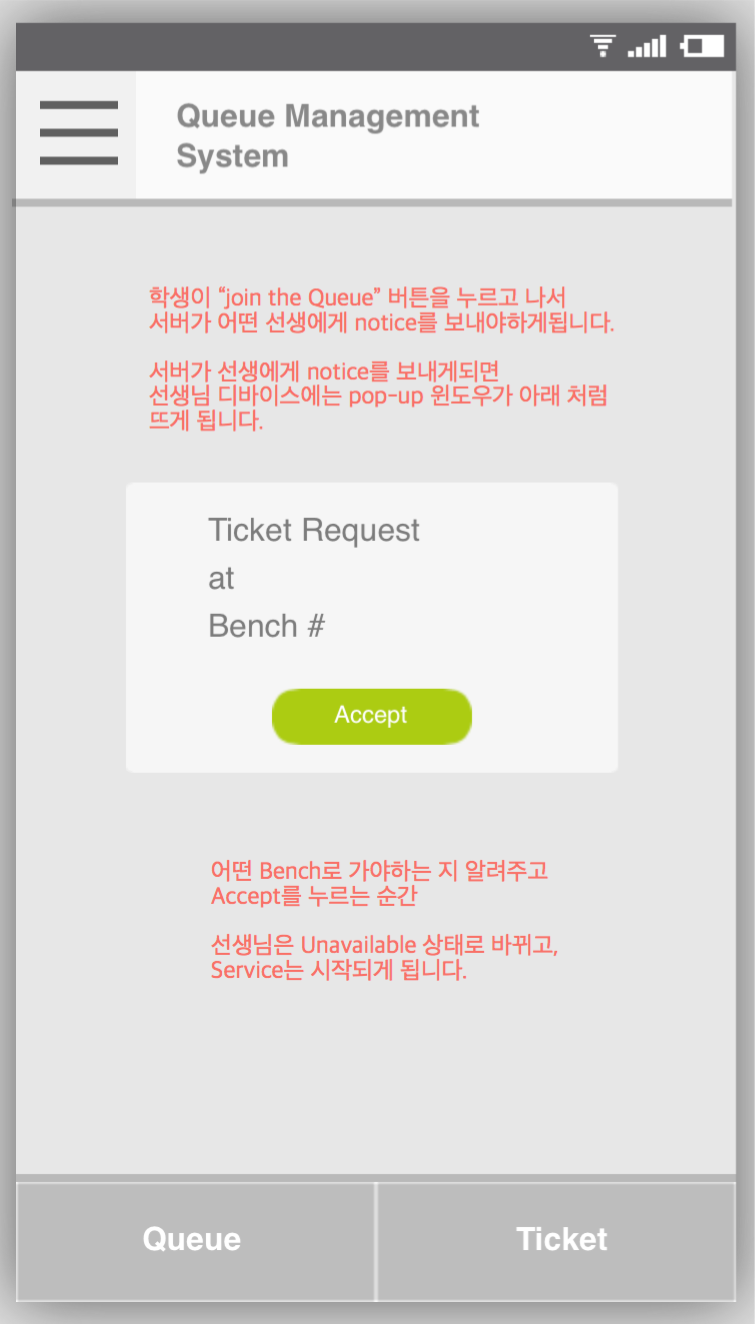 Queue Management
System
학생이 “join the Queue” 버튼을 누르고 나서
서버가 어떤 선생에게 notice를 보내야하게됩니다.
서버가 선생에게 notice를 보내게되면
선생님 디바이스에는 pop-up 윈도우가 아래 처럼
뜨게 됩니다.
Ticket Request
at
Bench #
Accept
어떤 Bench로 가야하는 지 알려주고
Accept를 누르는 순간
선생님은 Unavailable 상태로 바뀌고,
Service는 시작되게 됩니다.
Queue
Ticket